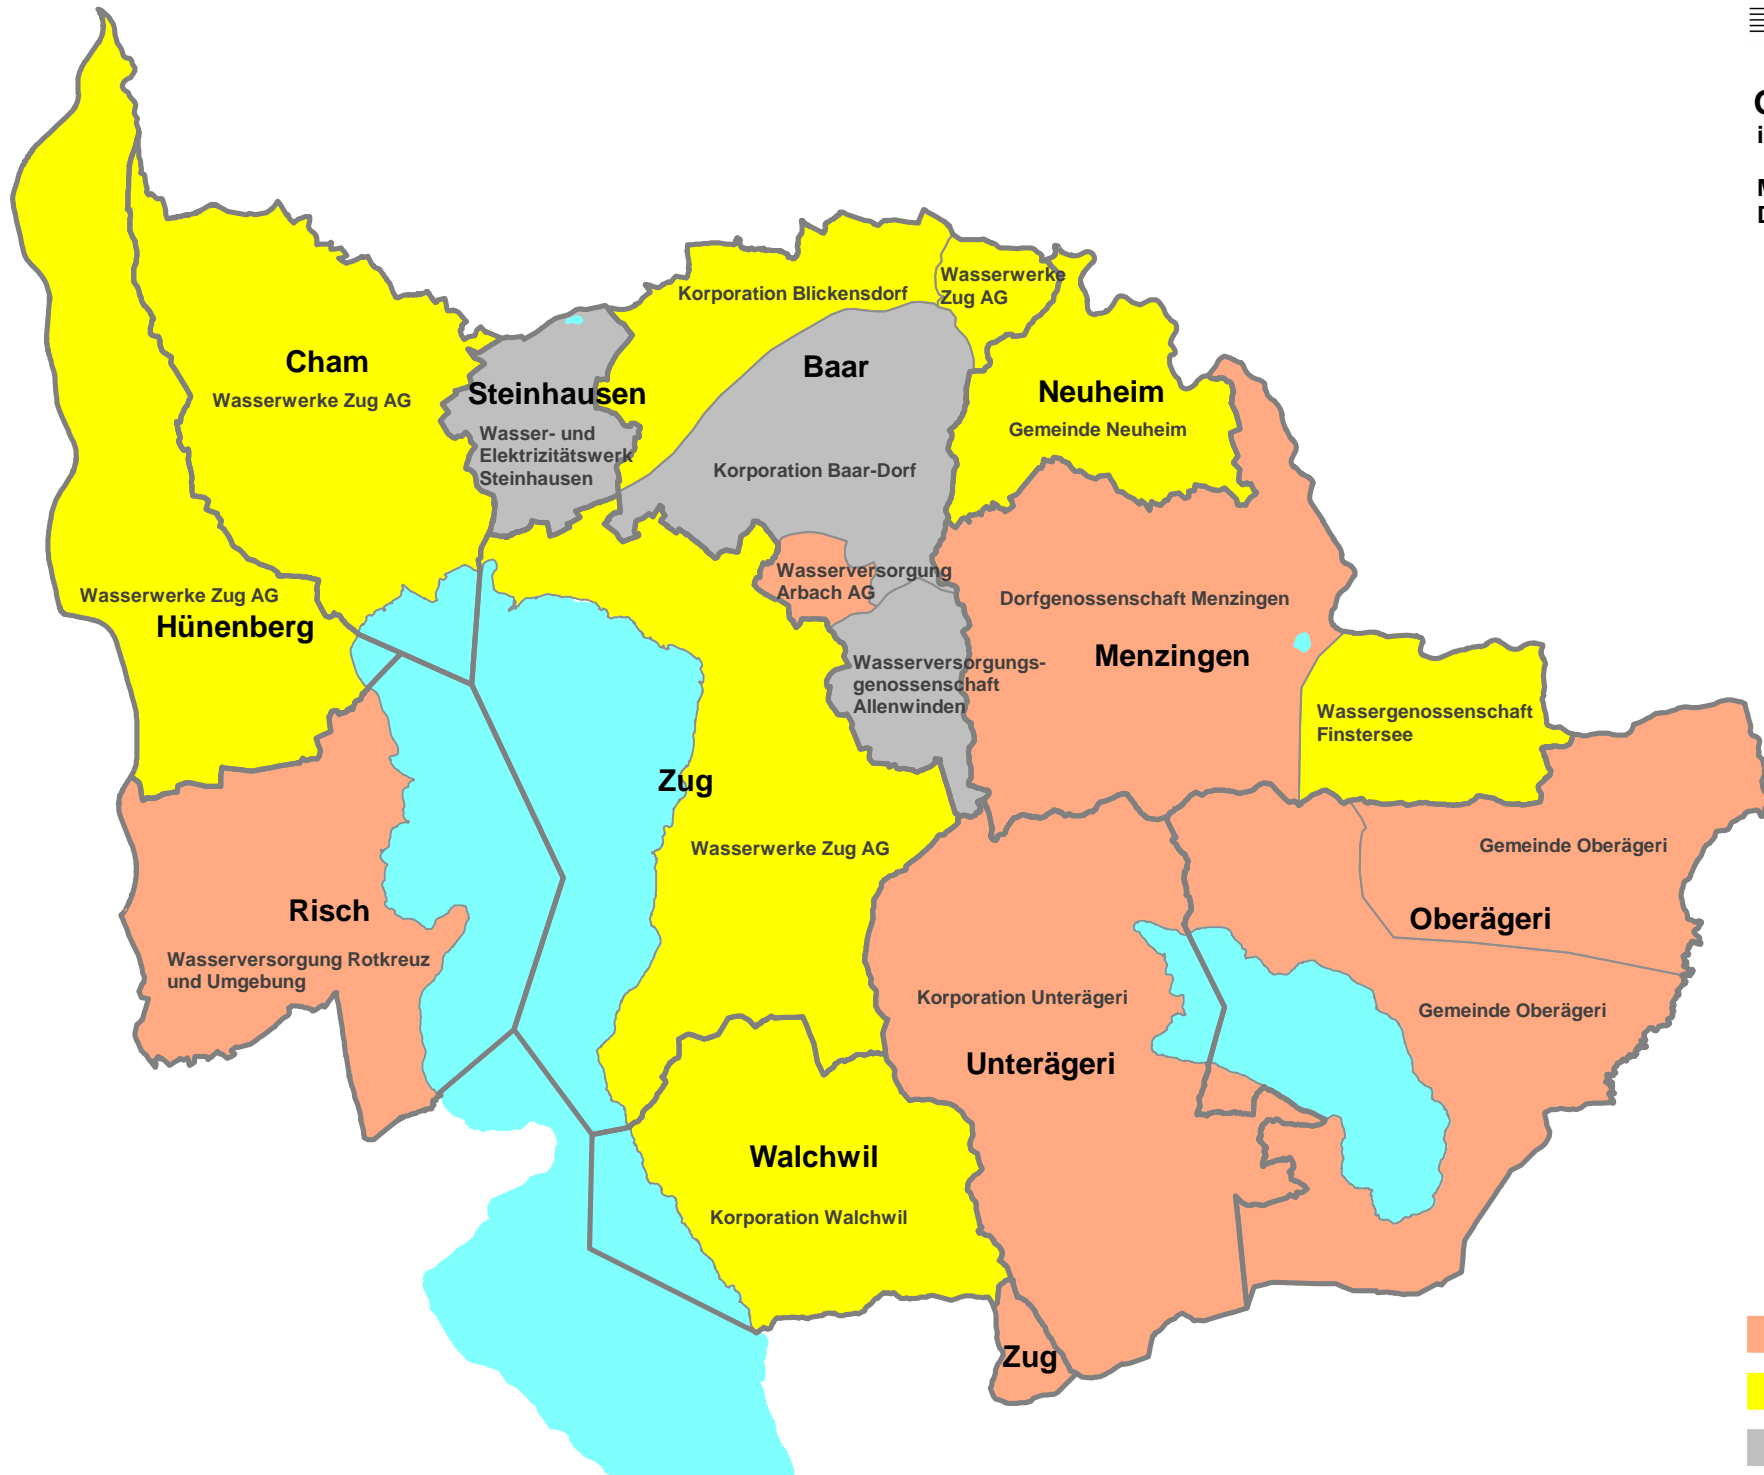 Korporation Blickensdorf
Wasserwerke
Zug AG
Cham
Wasserwerke Zug AG
Steinhausen
Wasser- und
Elektrizitätswerk
Steinhausen
Baar
Korporation Baar-Dorf
Neuheim
Gemeinde Neuheim
Wasserversorgung
Arbach AG
Wasserwerke Zug AG
Hünenberg
Dorfgenossenschaft Menzingen
Menzingen
Wasserversorgungs-
genossenschaft
Allenwinden
Wassergenossenschaft
Finstersee
Zug
Wasserwerke Zug AG
Gemeinde Oberägeri
Oberägeri
Gemeinde Oberägeri
Risch
Wasserversorgung Rotkreuz
und Umgebung
Korporation Unterägeri
Unterägeri
Walchwil
Korporation Walchwil
Zug